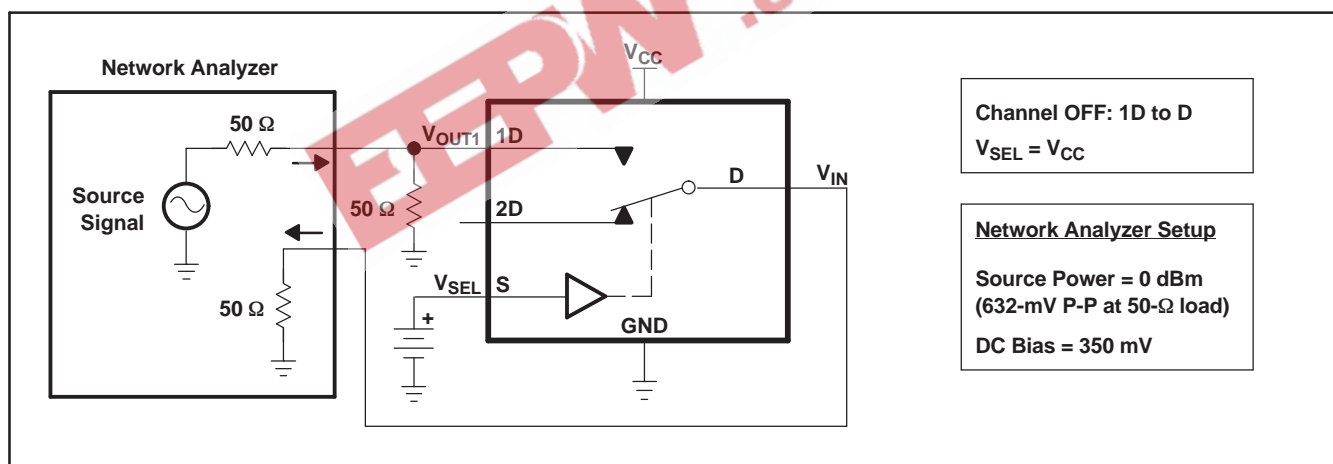 EEPW.c
Network Analyzer
50 Ω
Source
Signal
50 Ω
V_OUT1
1D
50 Ω
2D
V_SEL
S
+
V_CC
D
V_IN
GND
Channel OFF: 1D to D
V_SEL = V_CC
Network Analyzer Setup
Source Power = 0 dBm
(632-mV P-P at 50-Ω load)
DC Bias = 350 mV